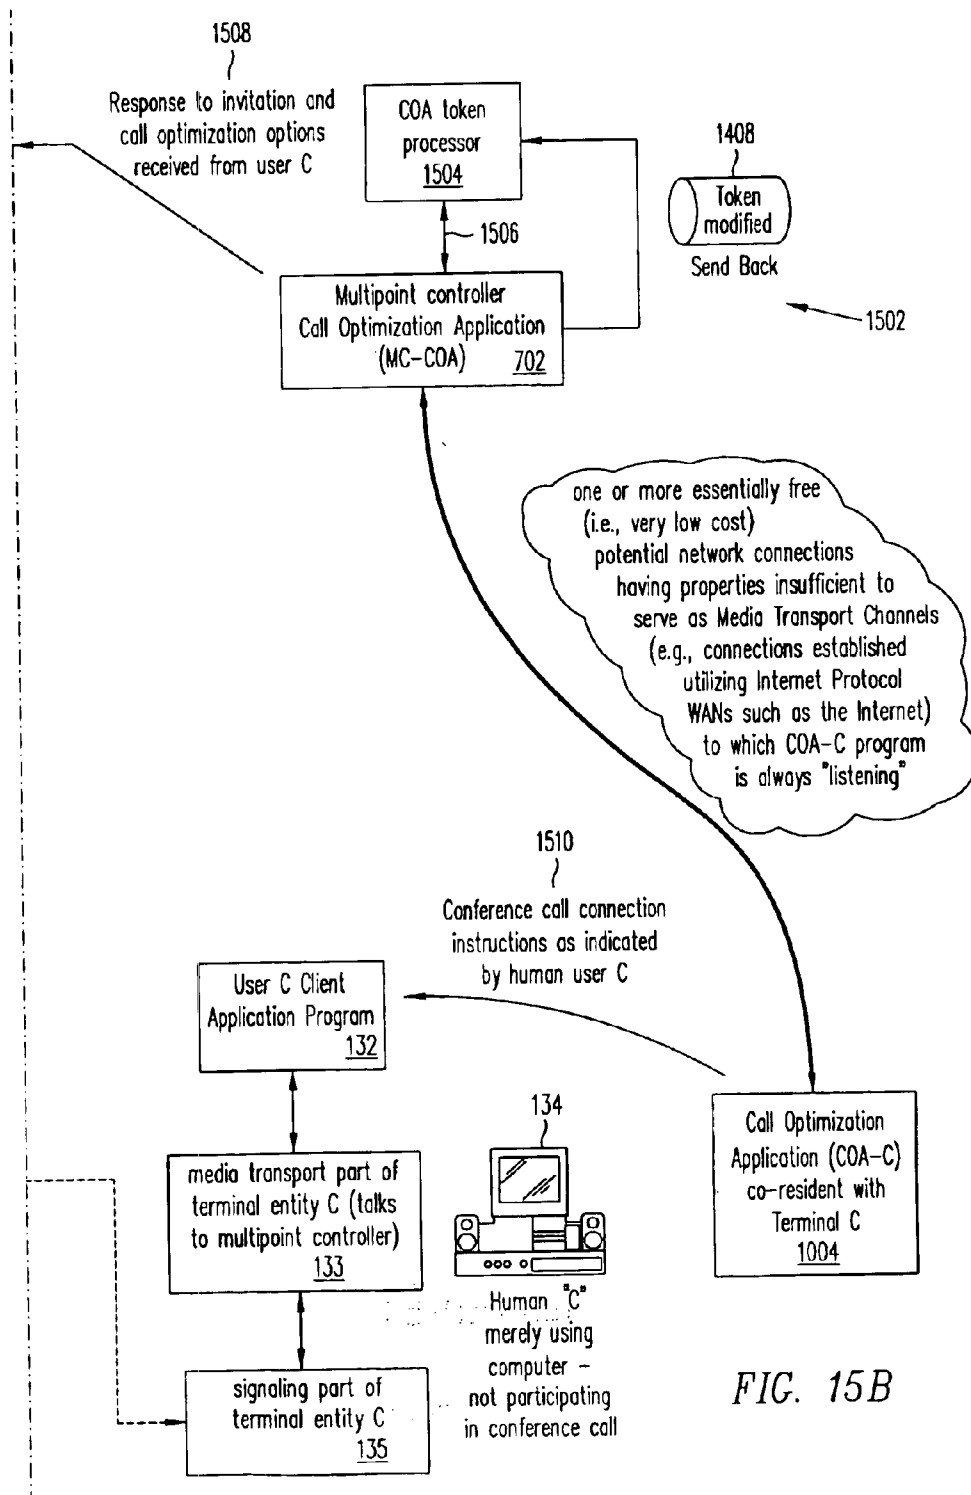 1508
Response to invitation and
call optimization options
received from user C
COA token
processor
1504
1506
1408
Token
modified
Send Back
1502
Multipoint controller
Call Optimization Application
(MC-COA)
702
one or more essentially free
(i.e., very low cost)
potential network connections
having properties insufficient to
serve as Media Transport Channels
(e.g., connections established
utilizing Internet Protocol
WANs such as the Internet)
to which COA-C program
is always "listening"
1510
Conference call connection
instructions as indicated
by human user C
User C Client
Application Program
132
media transport part of
terminal entity C (talks
to multipoint controller)
133
signaling part of
terminal entity C
135
134
Human "C"
merely using
computer -
not participating
in conference call
Call Optimization
Application (COA-C)
co-resident with
Terminal C
1004
FIG. 15B